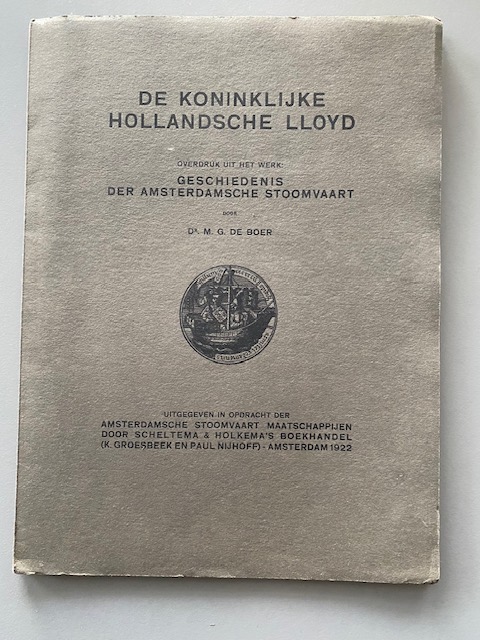 DE KONINKLIJKE
HOLLANDSCHE LLOYD
OVERDRUK UIT HET WERK:
GESCHIEDENIS
DER AMSTERDAMSCHE STOOMVAART
DOOR
DR. M. G. DE BOER
UITGEGEVEN IN OPDRACHT DER
AMSTERDAMSCHE STOOMVAART MAATSCHAPPIJEN
DOOR SCHELTEMA & HOLKEMA'S BOEKHANDEL
(K. GROESBEEK EN PAUL NIJHOFF) - AMSTERDAM 1922